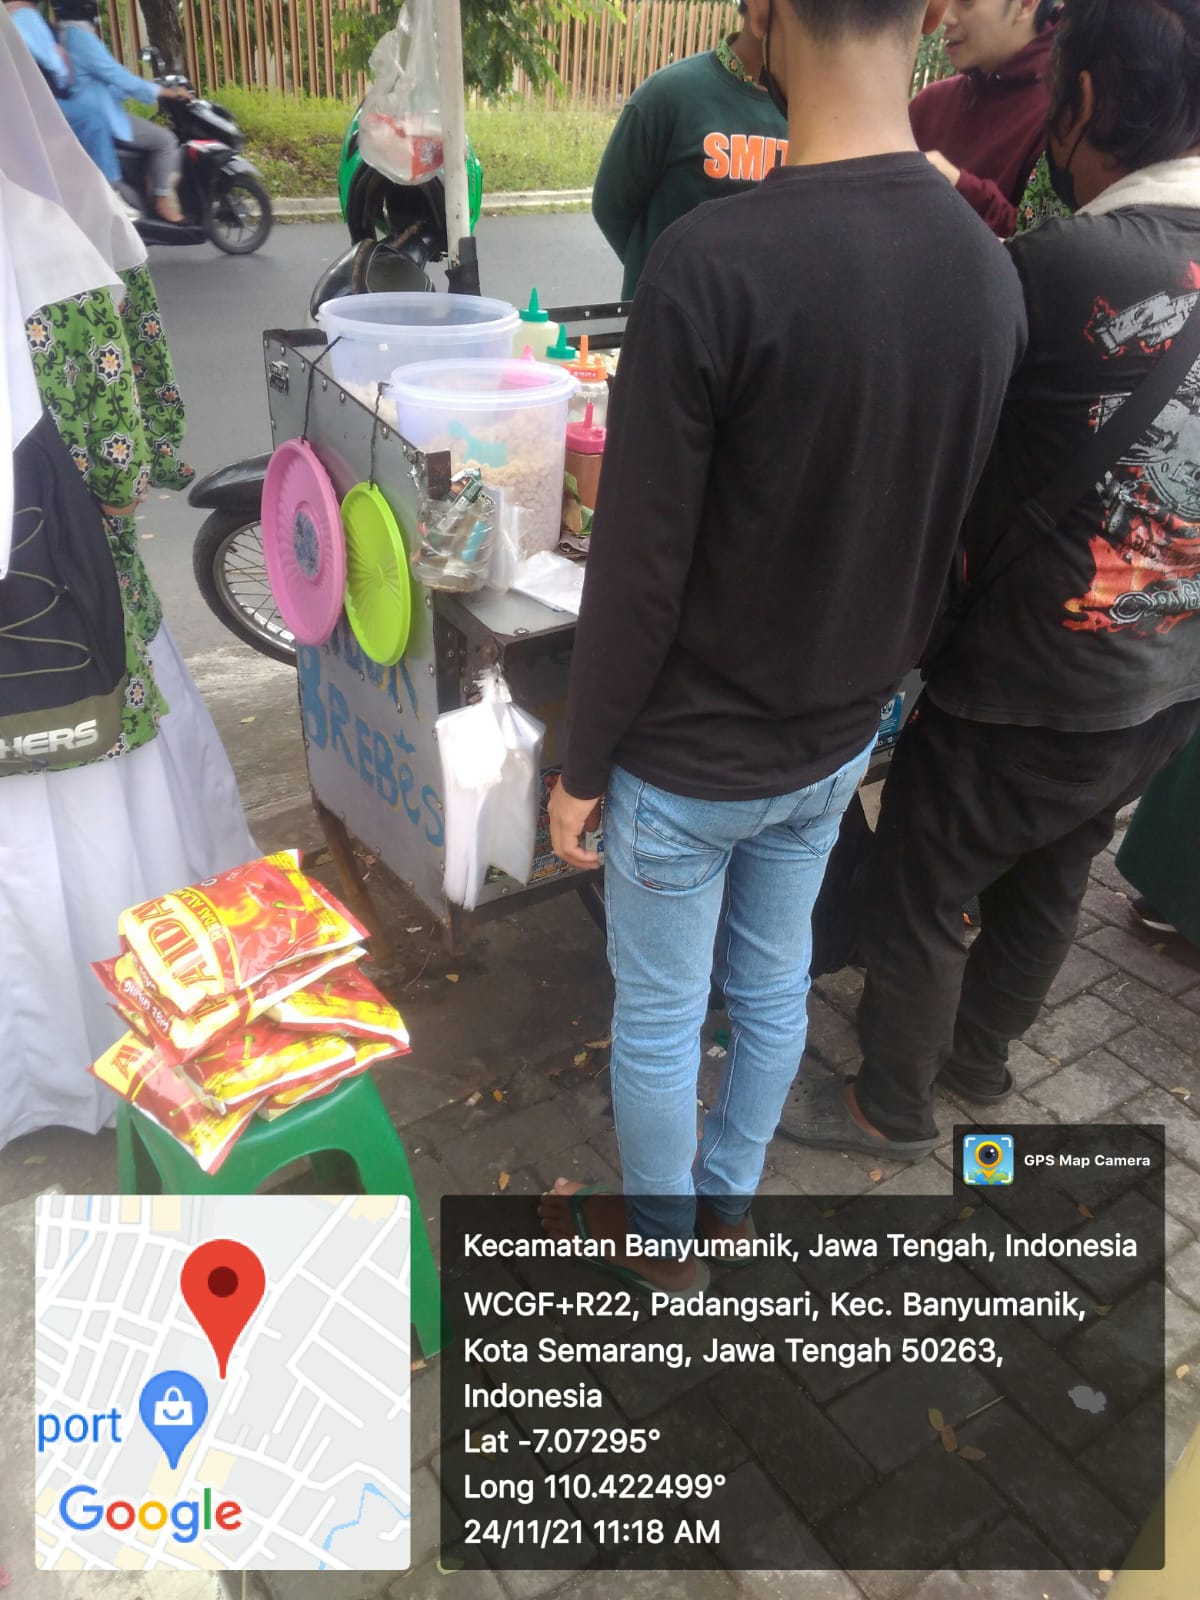 SMIT
BREBES
HERS
AIDA
GPS Map Camera
Kecamatan Banyumanik, Jawa Tengah, Indonesia
WCGF+R22, Padangsari, Kec. Banyumanik,
Kota Semarang, Jawa Tengah 50263,
Indonesia
Lat -7.07295°
Long 110.422499°
24/11/21 11:18 AM
port
Google